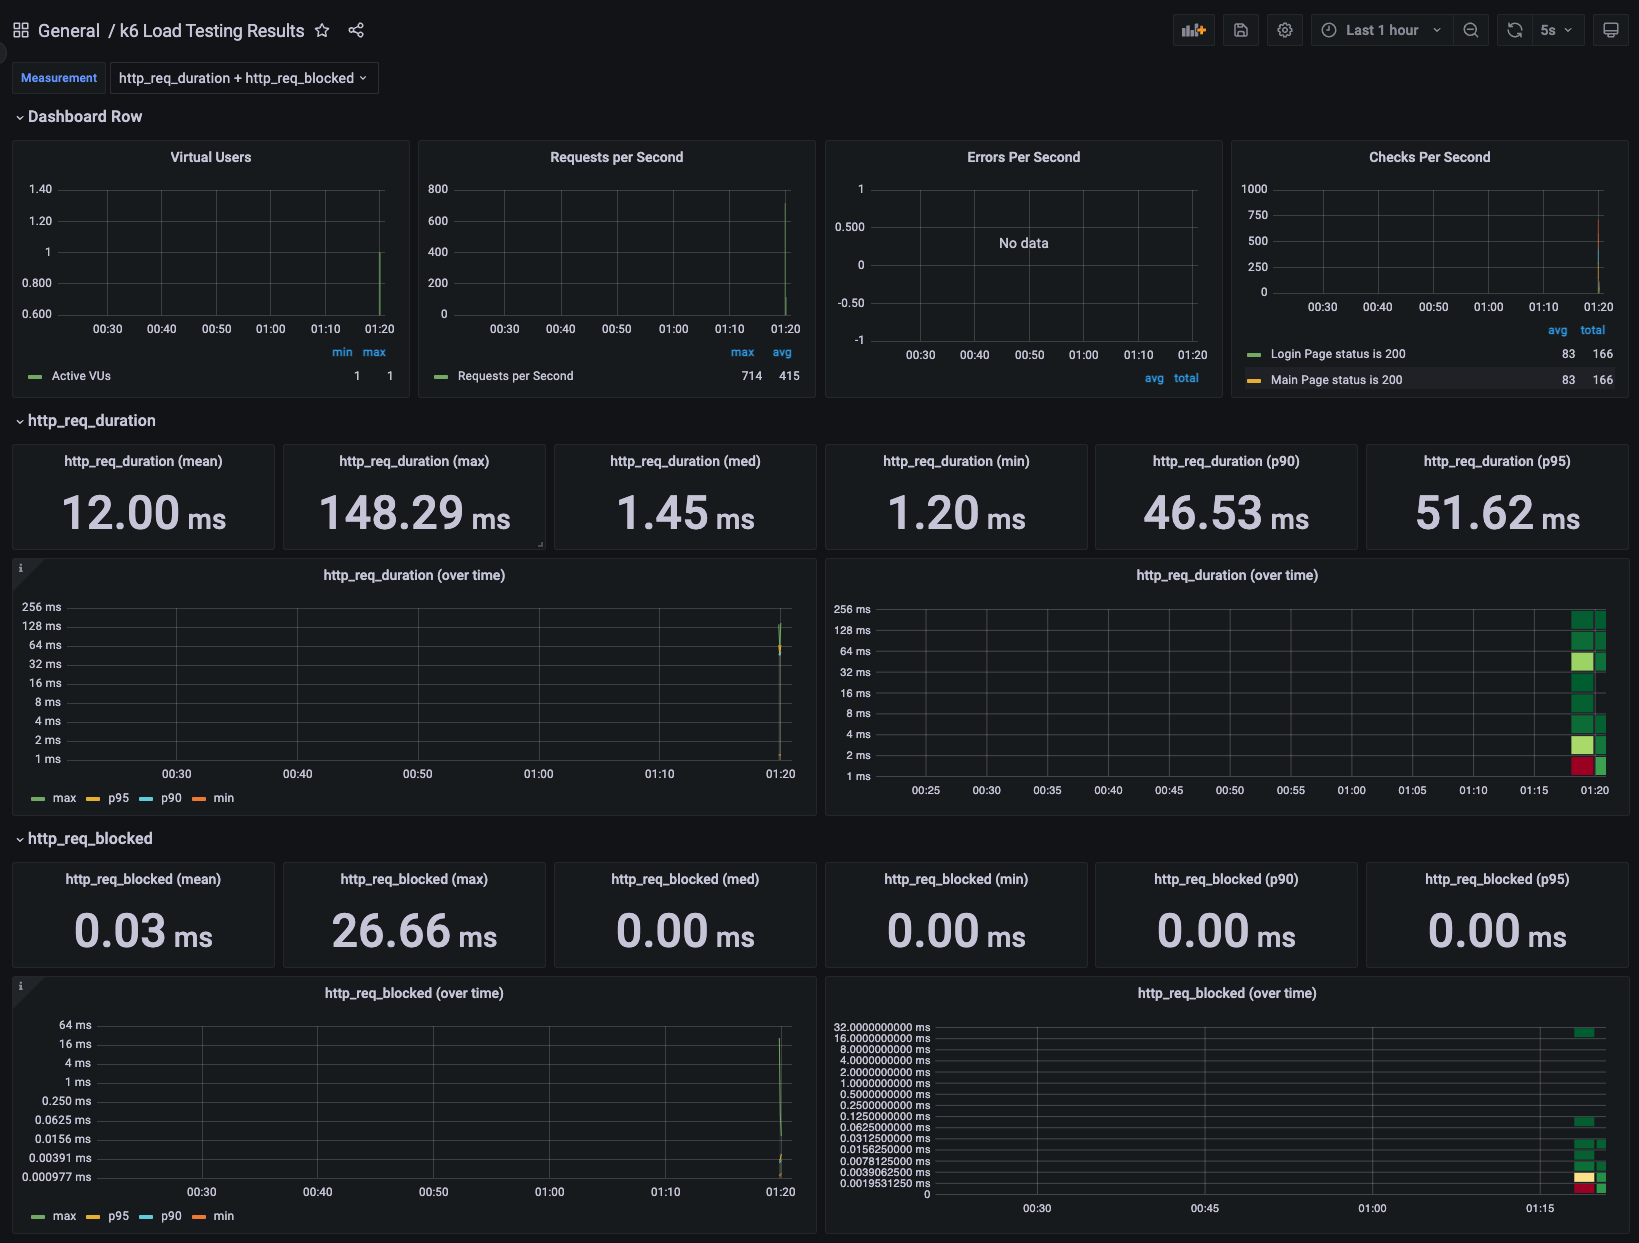 General / k6 Load Testing Results
Last 1 hour
5s
Measurement
http_req_duration + http_req_blocked
Dashboard Row
Virtual Users
1.40
1.20
1
0.800
0.600
00:30 00:40 00:50 01:00 01:10 01:20
min max
Active VUs 1 1
Requests per Second
800
600
400
200
0
00:30 00:40 00:50 01:00 01:10 01:20
max avg
Requests per Second 714 415
Errors Per Second
1
0.500
0
-0.50
-1
No data
00:30 00:40 00:50 01:00 01:10 01:20
avg total
Checks Per Second
1000
750
500
250
0
00:30 00:40 00:50 01:00 01:10 01:20
avg total
Login Page status is 200 83 166
Main Page status is 200 83 166
http_req_duration
http_req_duration (mean)
12.00 ms
http_req_duration (max)
148.29 ms
http_req_duration (med)
1.45 ms
http_req_duration (min)
1.20 ms
http_req_duration (p90)
46.53 ms
http_req_duration (p95)
51.62 ms
i
http_req_duration (over time)
256 ms
128 ms
64 ms
32 ms
16 ms
8 ms
4 ms
2 ms
1 ms
00:30 00:40 00:50 01:00 01:10 01:20
max p95 p90 min
http_req_duration (over time)
256 ms
128 ms
64 ms
32 ms
16 ms
8 ms
4 ms
2 ms
1 ms
00:25 00:30 00:35 00:40 00:45 00:50 00:55 01:00 01:05 01:10 01:15 01:20
http_req_blocked
http_req_blocked (mean)
0.03 ms
http_req_blocked (max)
26.66 ms
http_req_blocked (med)
0.00 ms
http_req_blocked (min)
0.00 ms
http_req_blocked (p90)
0.00 ms
http_req_blocked (p95)
0.00 ms
i
http_req_blocked (over time)
64 ms
16 ms
4 ms
1 ms
0.250 ms
0.0625 ms
0.0156 ms
0.00391 ms
0.000977 ms
00:30 00:40 00:50 01:00 01:10 01:20
max p95 p90 min
http_req_blocked (over time)
32.0000000000 ms
16.0000000000 ms
8.0000000000 ms
4.0000000000 ms
2.0000000000 ms
1.0000000000 ms
0.5000000000 ms
0.2500000000 ms
0.1250000000 ms
0.0625000000 ms
0.0312500000 ms
0.0156250000 ms
0.0078125000 ms
0.0039062500 ms
0.0019531250 ms
0
00:30 00:45 01:00 01:15